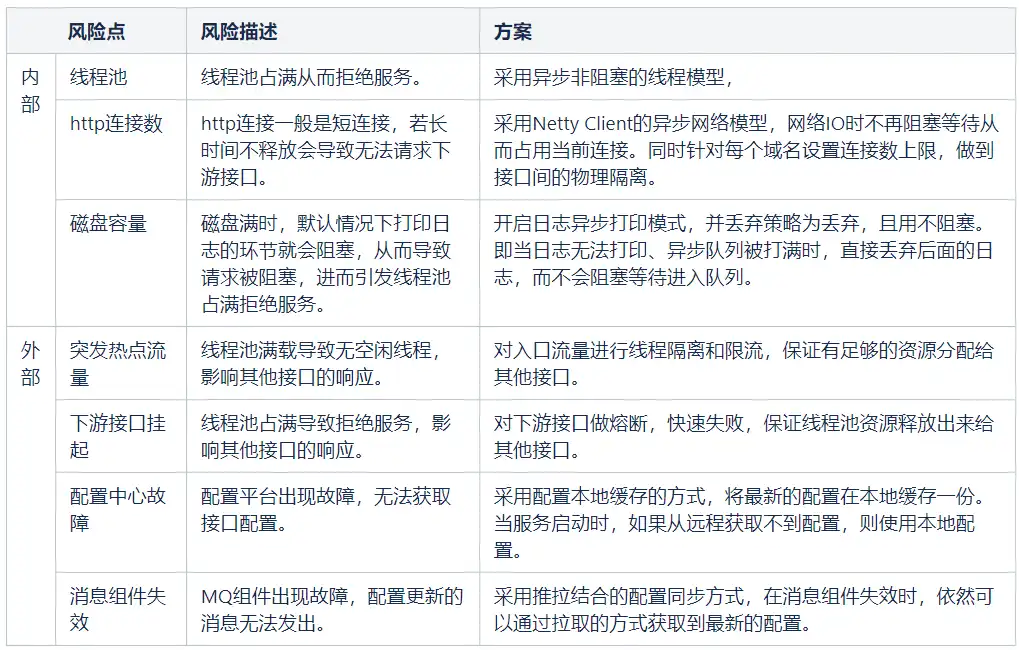 风险点 风险描述 方案
内部 线程池 线程池占满从而拒绝服务。 采用异步非阻塞的线程模型，
http连接数 http连接一般是短连接，若长
时间不释放会导致无法请求下
游接口。
采用Netty Client的异步网络模型，网络IO时不再阻塞等待从
而占用当前连接。同时针对每个域名设置连接数上限，做到
接口间的物理隔离。
磁盘容量
磁盘满时，默认情况下打印日
志的环节就会阻塞，从而导致
请求被阻塞，进而引发线程池
占满拒绝服务。
开启日志异步打印模式，并丢弃策略为丢弃，且用不阻塞。
即当日志无法打印、异步队列被打满时，直接丢弃后面的日
志，而不会阻塞等待进入队列。
外部
突发热点流
量
线程池满载导致无空闲线程，
影响其他接口的响应。
对入口流量进行线程隔离和限流，保证有足够的资源分配给
其他接口。
下游接口挂
起
线程池占满导致拒绝服务，影
响其他接口的响应。
对下游接口做熔断，快速失败，保证线程池资源释放出来给
其他接口。
配置中心故
障
配置平台出现故障，无法获取
接口配置。
采用配置本地缓存的方式，将最新的配置在本地缓存一份。
当服务启动时，如果从远程获取不到配置，则使用本地配
置。
消息组件失
效
MQ组件出现故障，配置更新的
消息无法发出。
采用推拉结合的配置同步方式，在消息组件失效时，依然可
以通过拉取的方式获取到最新的配置。